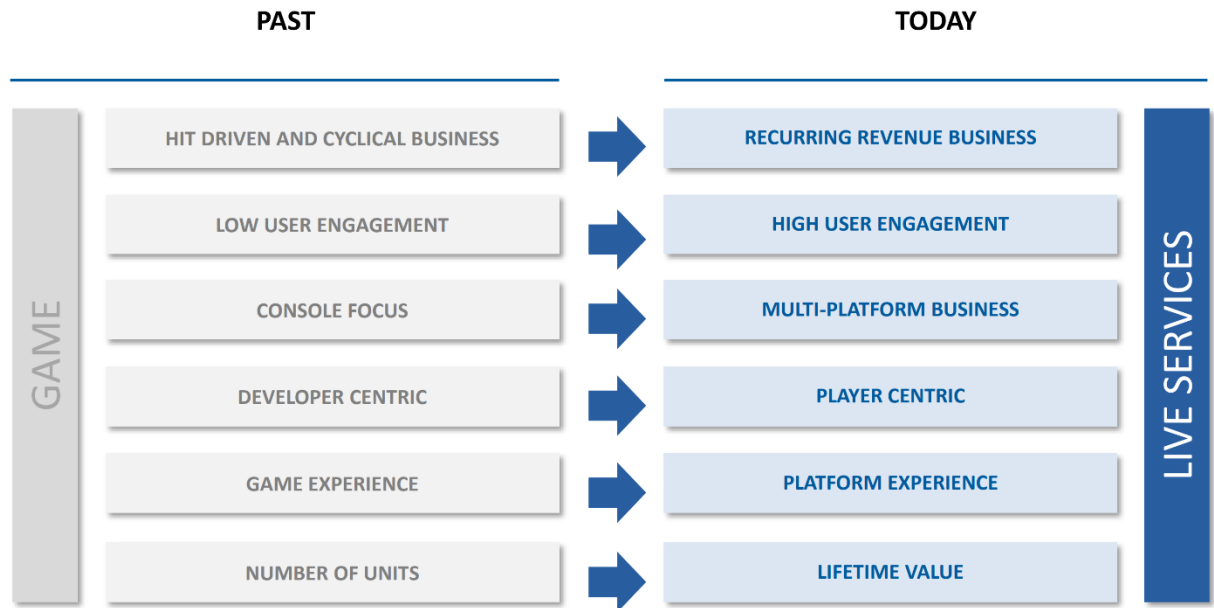 PAST
TODAY
GAME
HIT DRIVEN AND CYCLICAL BUSINESS
RECURRING REVENUE BUSINESS
LOW USER ENGAGEMENT
HIGH USER ENGAGEMENT
CONSOLE FOCUS
MULTI-PLATFORM BUSINESS
DEVELOPER CENTRIC
PLAYER CENTRIC
GAME EXPERIENCE
PLATFORM EXPERIENCE
NUMBER OF UNITS
LIFETIME VALUE
LIVE SERVICES